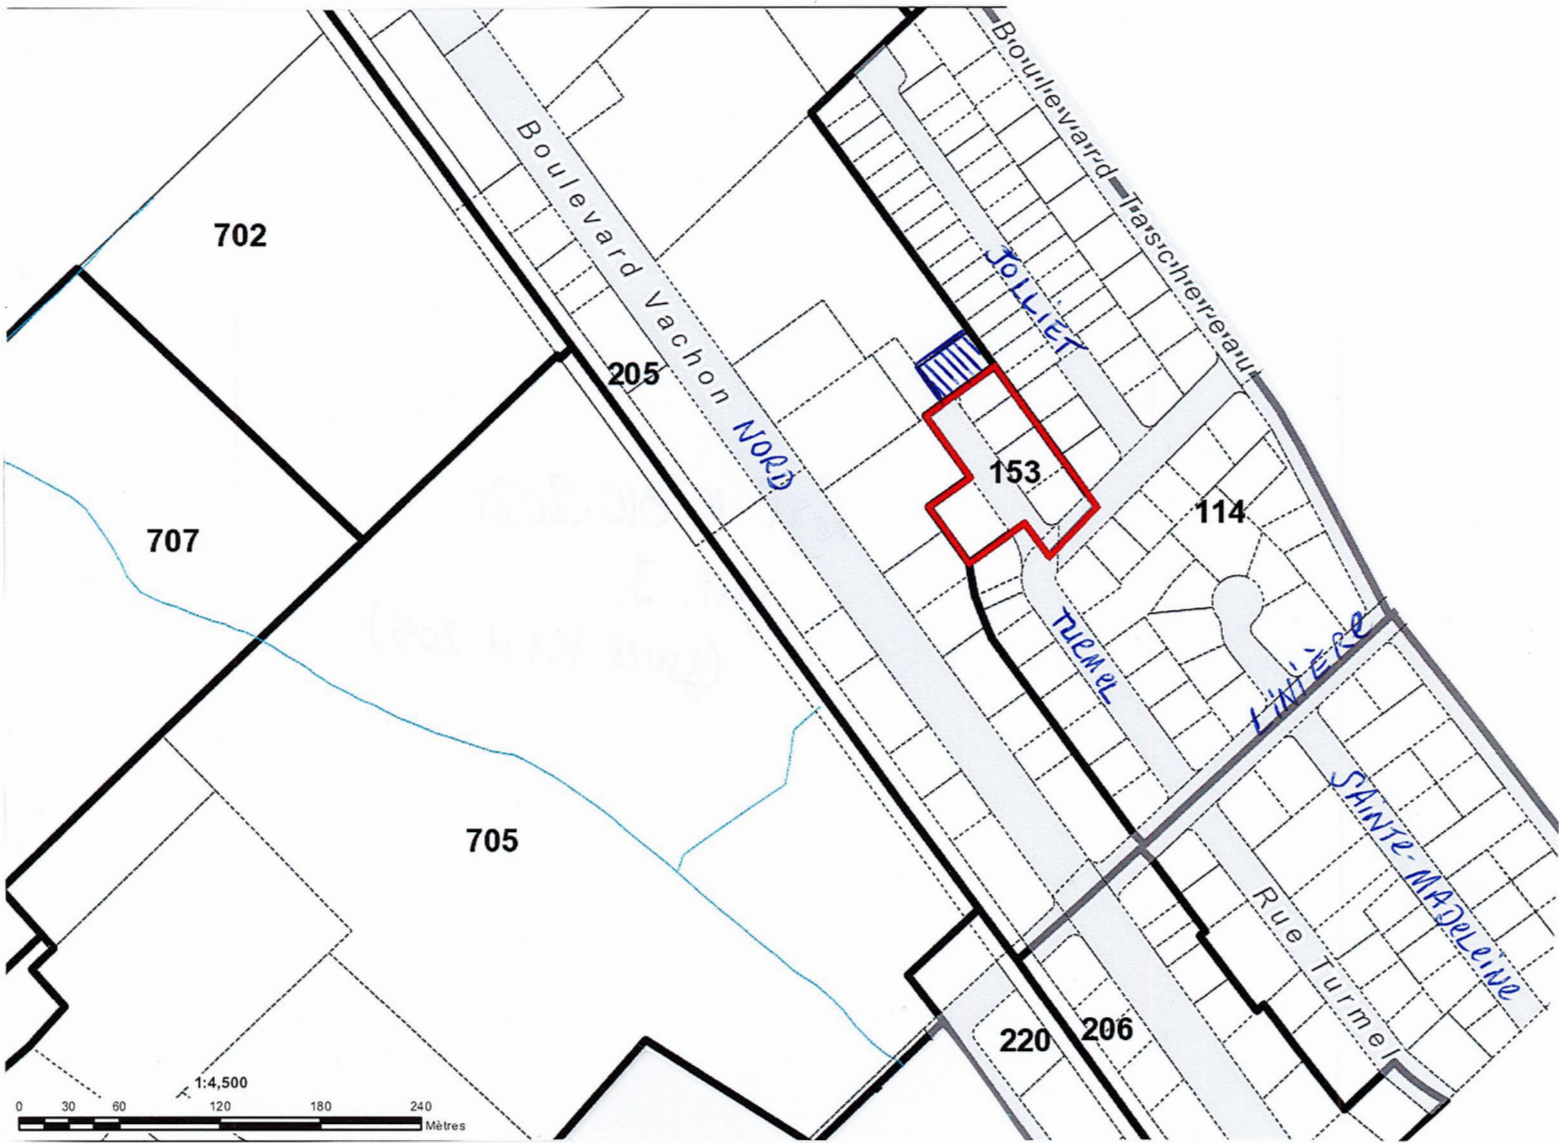 Boulevard Taschereau
702
Boulevard Vachon
NORD
JOLLIET
205
153
114
707
TURMEL
LINIÈRE
SAINTE-MADELEINE
705
Rue Turmel
220
206
1:4,500
0 30 60 120 180 240
Mètres